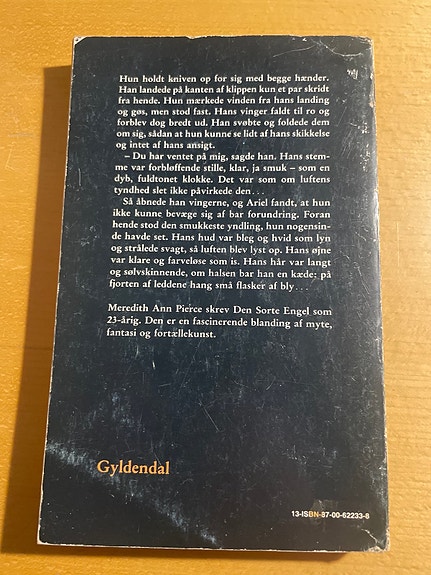 Hun holdt kniven op for sig med begge hænder.
Han landede på kanten af klippen kun et par skridt
fra hende. Hun mærkede vinden fra hans landing
og gøs, men stod fast. Hans vinger faldt til ro og
forblev dog bredt ud. Han svøbte og foldede dem
om sig, sådan at hun kunne se lidt af hans skikkelse
og intet af hans ansigt.
– Du har ventet på mig, sagde han. Hans stem-
me var forbløffende stille, klar, ja smuk – som en
dyb, fuldtonet klokke. Det var som om luftens
tyndhed slet ikke påvirkede den...
Så åbnede han vingerne, og Ariel fandt, at hun
ikke kunne bevæge sig af bar forundring. Foran
hende stod den smukkeste yndling, hun nogensin-
de havde set. Hans hud var bleg og hvid som lyn
og strålede svagt, så luften blev lyst op. Hans øjne
var klare og farveløse som is. Hans hår var langt
og sølvskinnende, om halsen bar han en kæde: på
fjorten af leddene hang små flasker af bly...
Meredith Ann Pierce skrev Den Sorte Engel som
23-årig. Den er en fascinerende blanding af myte,
fantasi og fortællekunst.
Gyldendal
13-ISBN-87-00-62233-8